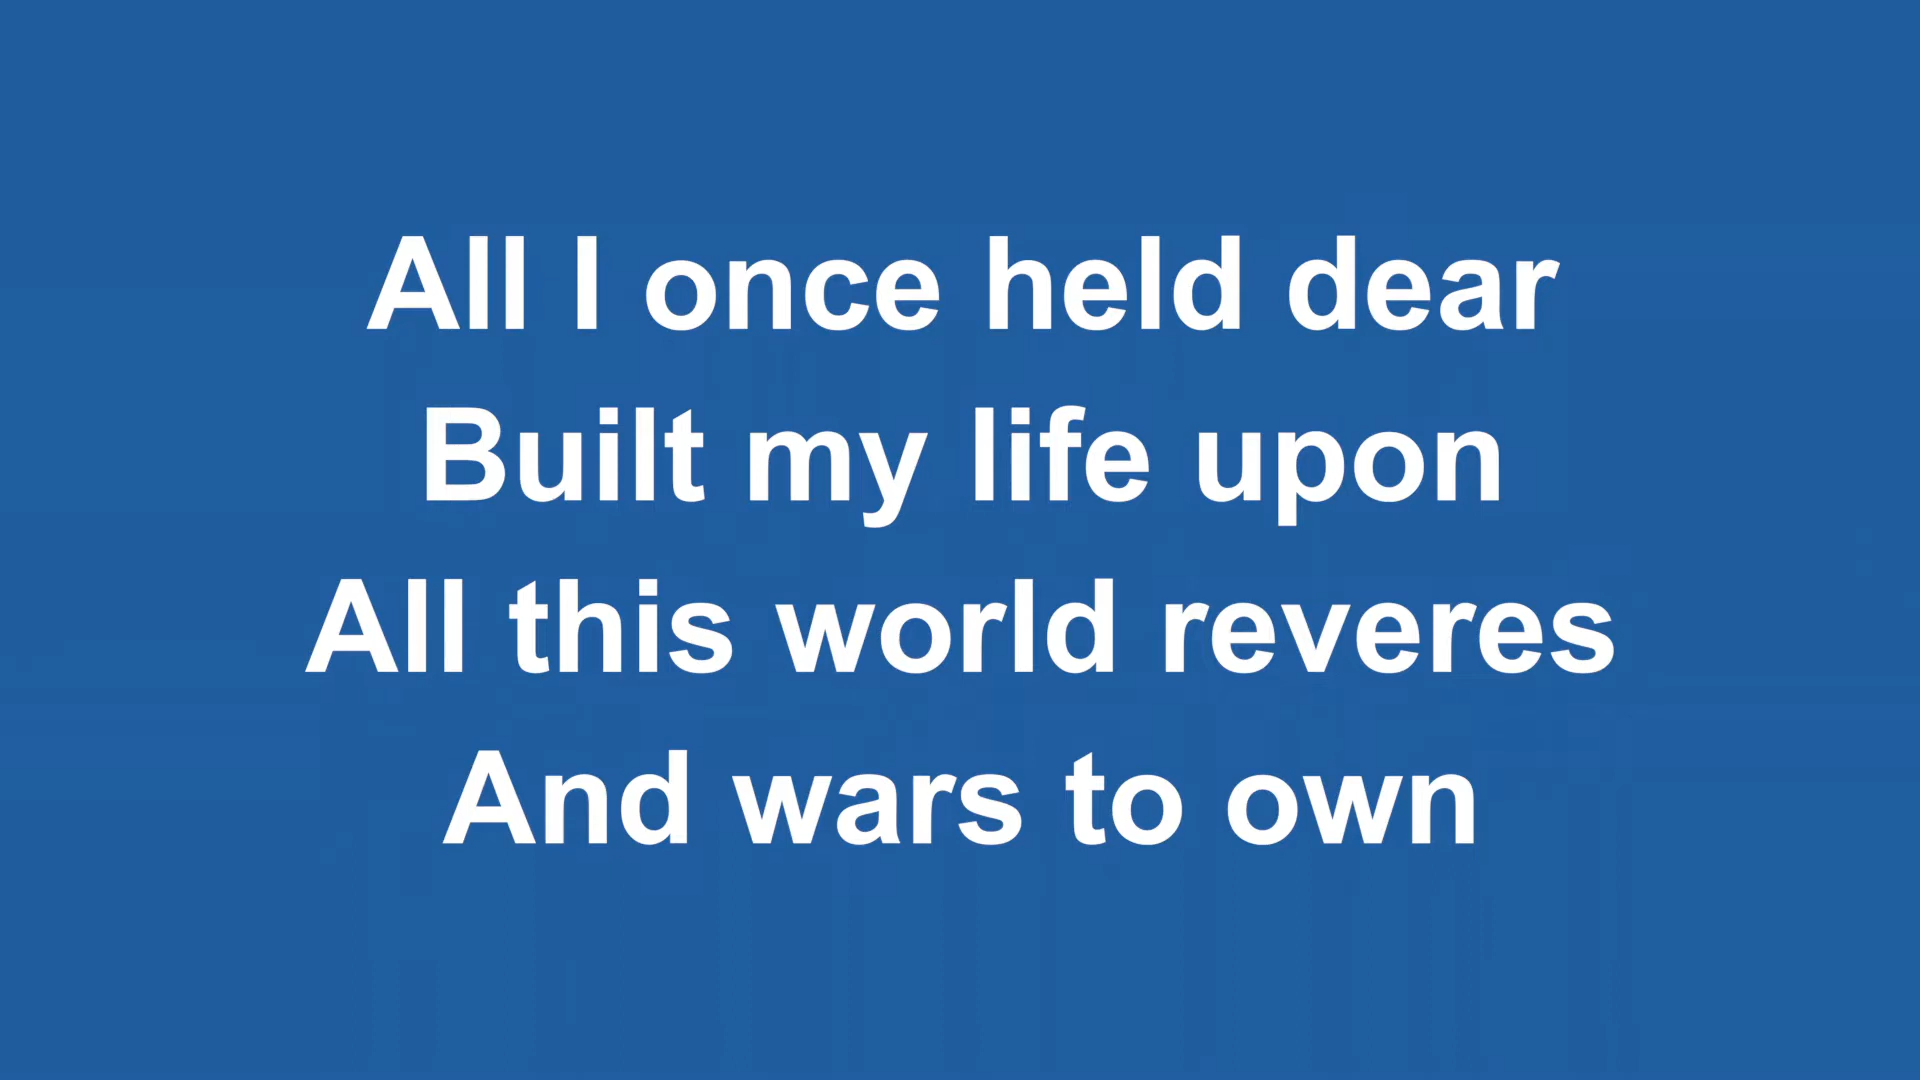 All I once held dear
Built my life upon
All this world reveres
And wars to own